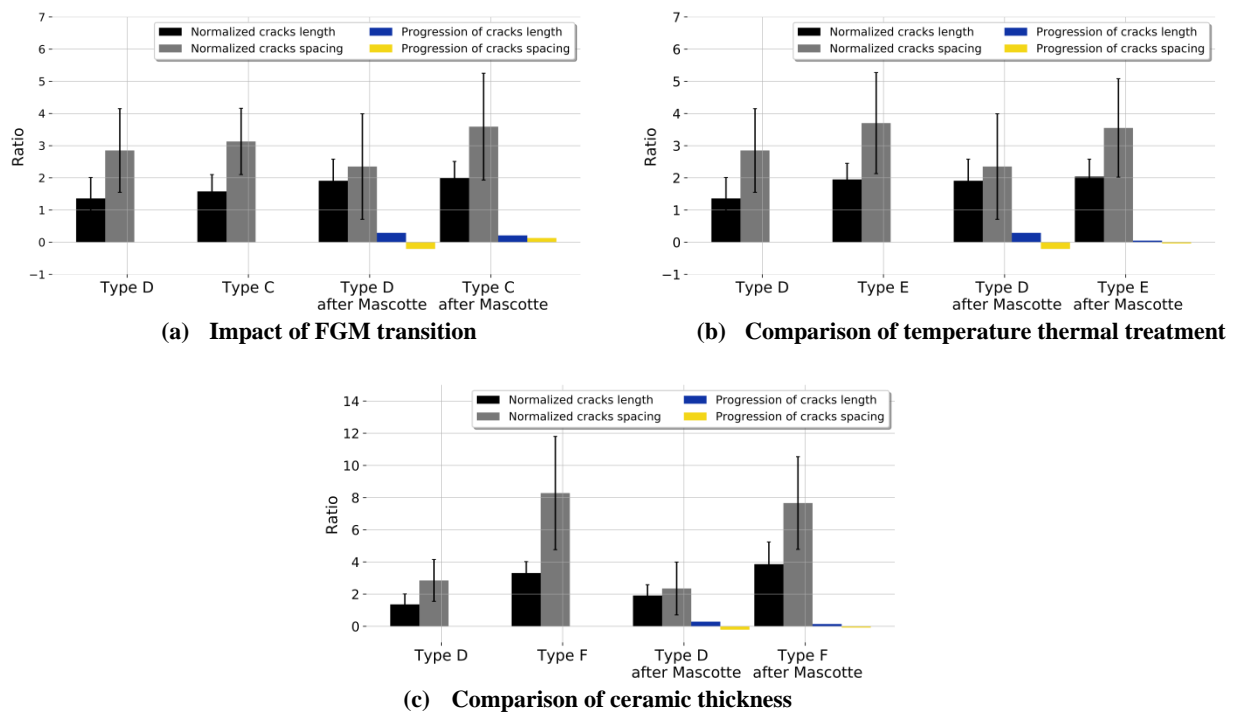 7
6
5
4
3
2
1
0
−1
Ratio
Normalized cracks length
Normalized cracks spacing
Progression of cracks length
Progression of cracks spacing
Type D
Type C
Type D
after Mascotte
Type C
after Mascotte
(a) Impact of FGM transition
7
6
5
4
3
2
1
0
−1
Ratio
Normalized cracks length
Normalized cracks spacing
Progression of cracks length
Progression of cracks spacing
Type D
Type E
Type D
after Mascotte
Type E
after Mascotte
(b) Comparison of temperature thermal treatment
14
12
10
8
6
4
2
0
Ratio
Normalized cracks length
Normalized cracks spacing
Progression of cracks length
Progression of cracks spacing
Type D
Type F
Type D
after Mascotte
Type F
after Mascotte
(c) Comparison of ceramic thickness